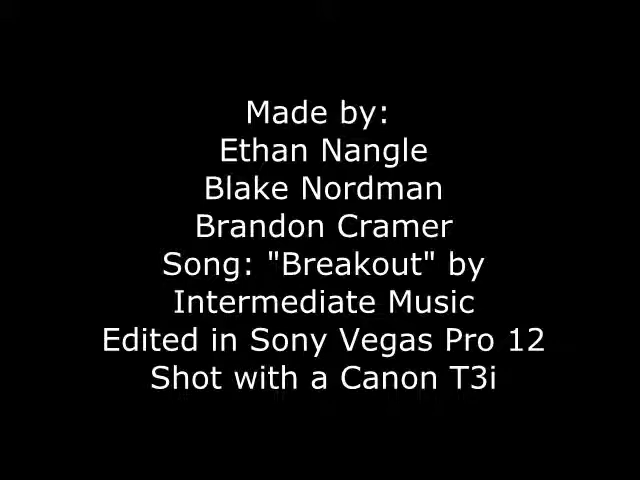 Made by:
Ethan Nangle
Blake Nordman
Brandon Cramer
Song: "Breakout" by
Intermediate Music
Edited in Sony Vegas Pro 12
Shot with a Canon T3i